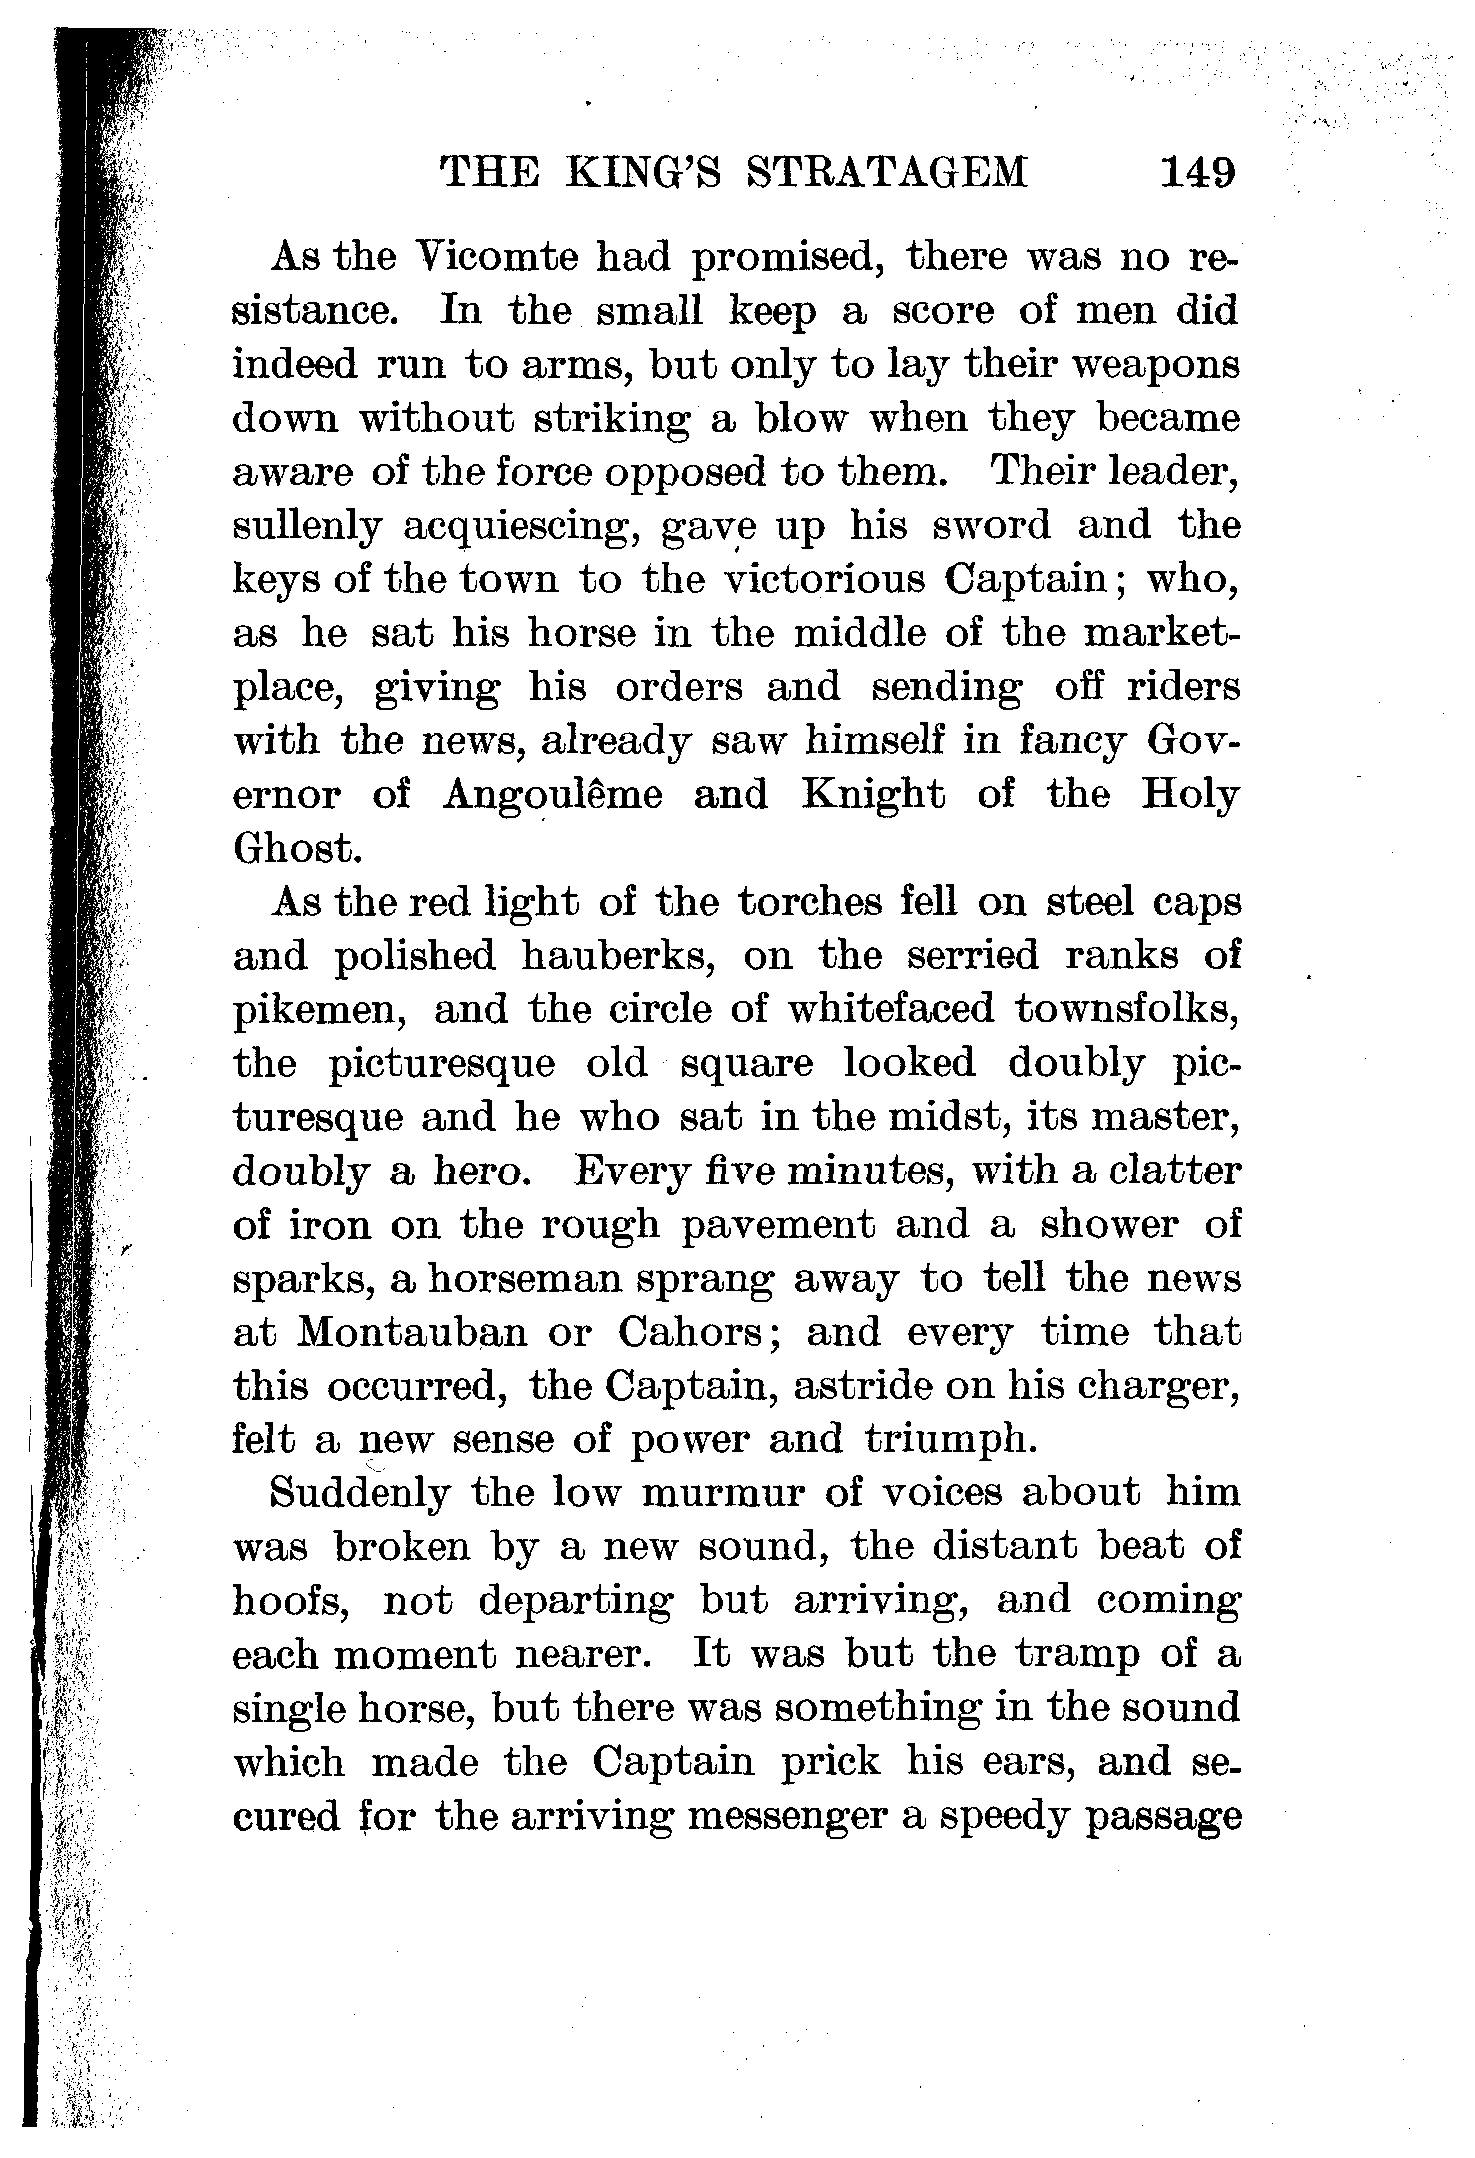 THE KING'S STRATAGEM 149
As the Vicomte had promised, there was no re-
sistance. In the small keep a score of men did
indeed run to arms, but only to lay their weapons
down without striking a blow when they became
aware of the force opposed to them. Their leader,
sullenly acquiescing, gave up his sword and the
keys of the town to the victorious Captain; who,
as he sat his horse in the middle of the market-
place, giving his orders and sending off riders
with the news, already saw himself in fancy Gov-
ernor of Angoulême and Knight of the Holy
Ghost.
As the red light of the torches fell on steel caps
and polished hauberks, on the serried ranks of
pikemen, and the circle of whitefaced townsfolks,
the picturesque old square looked doubly pic-
turesque and he who sat in the midst, its master,
doubly a hero. Every five minutes, with a clatter
of iron on the rough pavement and a shower of
sparks, a horseman sprang away to tell the news
at Montauban or Cahors; and every time that
this occurred, the Captain, astride on his charger,
felt a new sense of power and triumph.
Suddenly the low murmur of voices about him
was broken by a new sound, the distant beat of
hoofs, not departing but arriving, and coming
each moment nearer. It was but the tramp of a
single horse, but there was something in the sound
which made the Captain prick his ears, and se-
cured for the arriving messenger a speedy passage